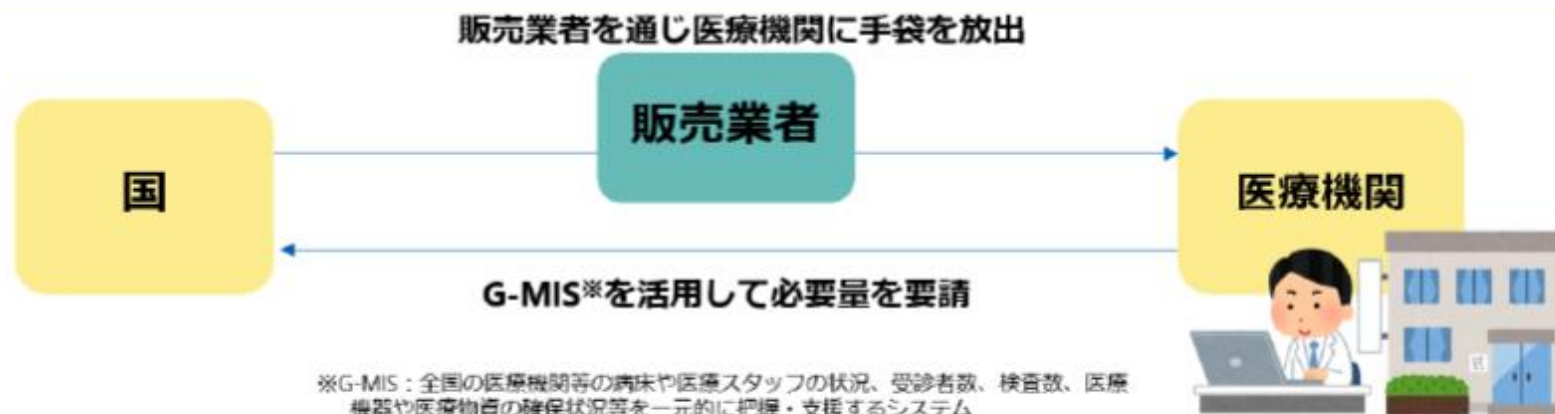 販売業者を通じ医療機関に手袋を放出
販売業者
国
医療機関
G-MIS※を活用して必要量を要請
※G-MIS：全国の医療機関等の病床や医療スタッフの状況、受診者数、検査数、医療
機器や医療物資の確保状況等を一元的に把握・支援するシステム